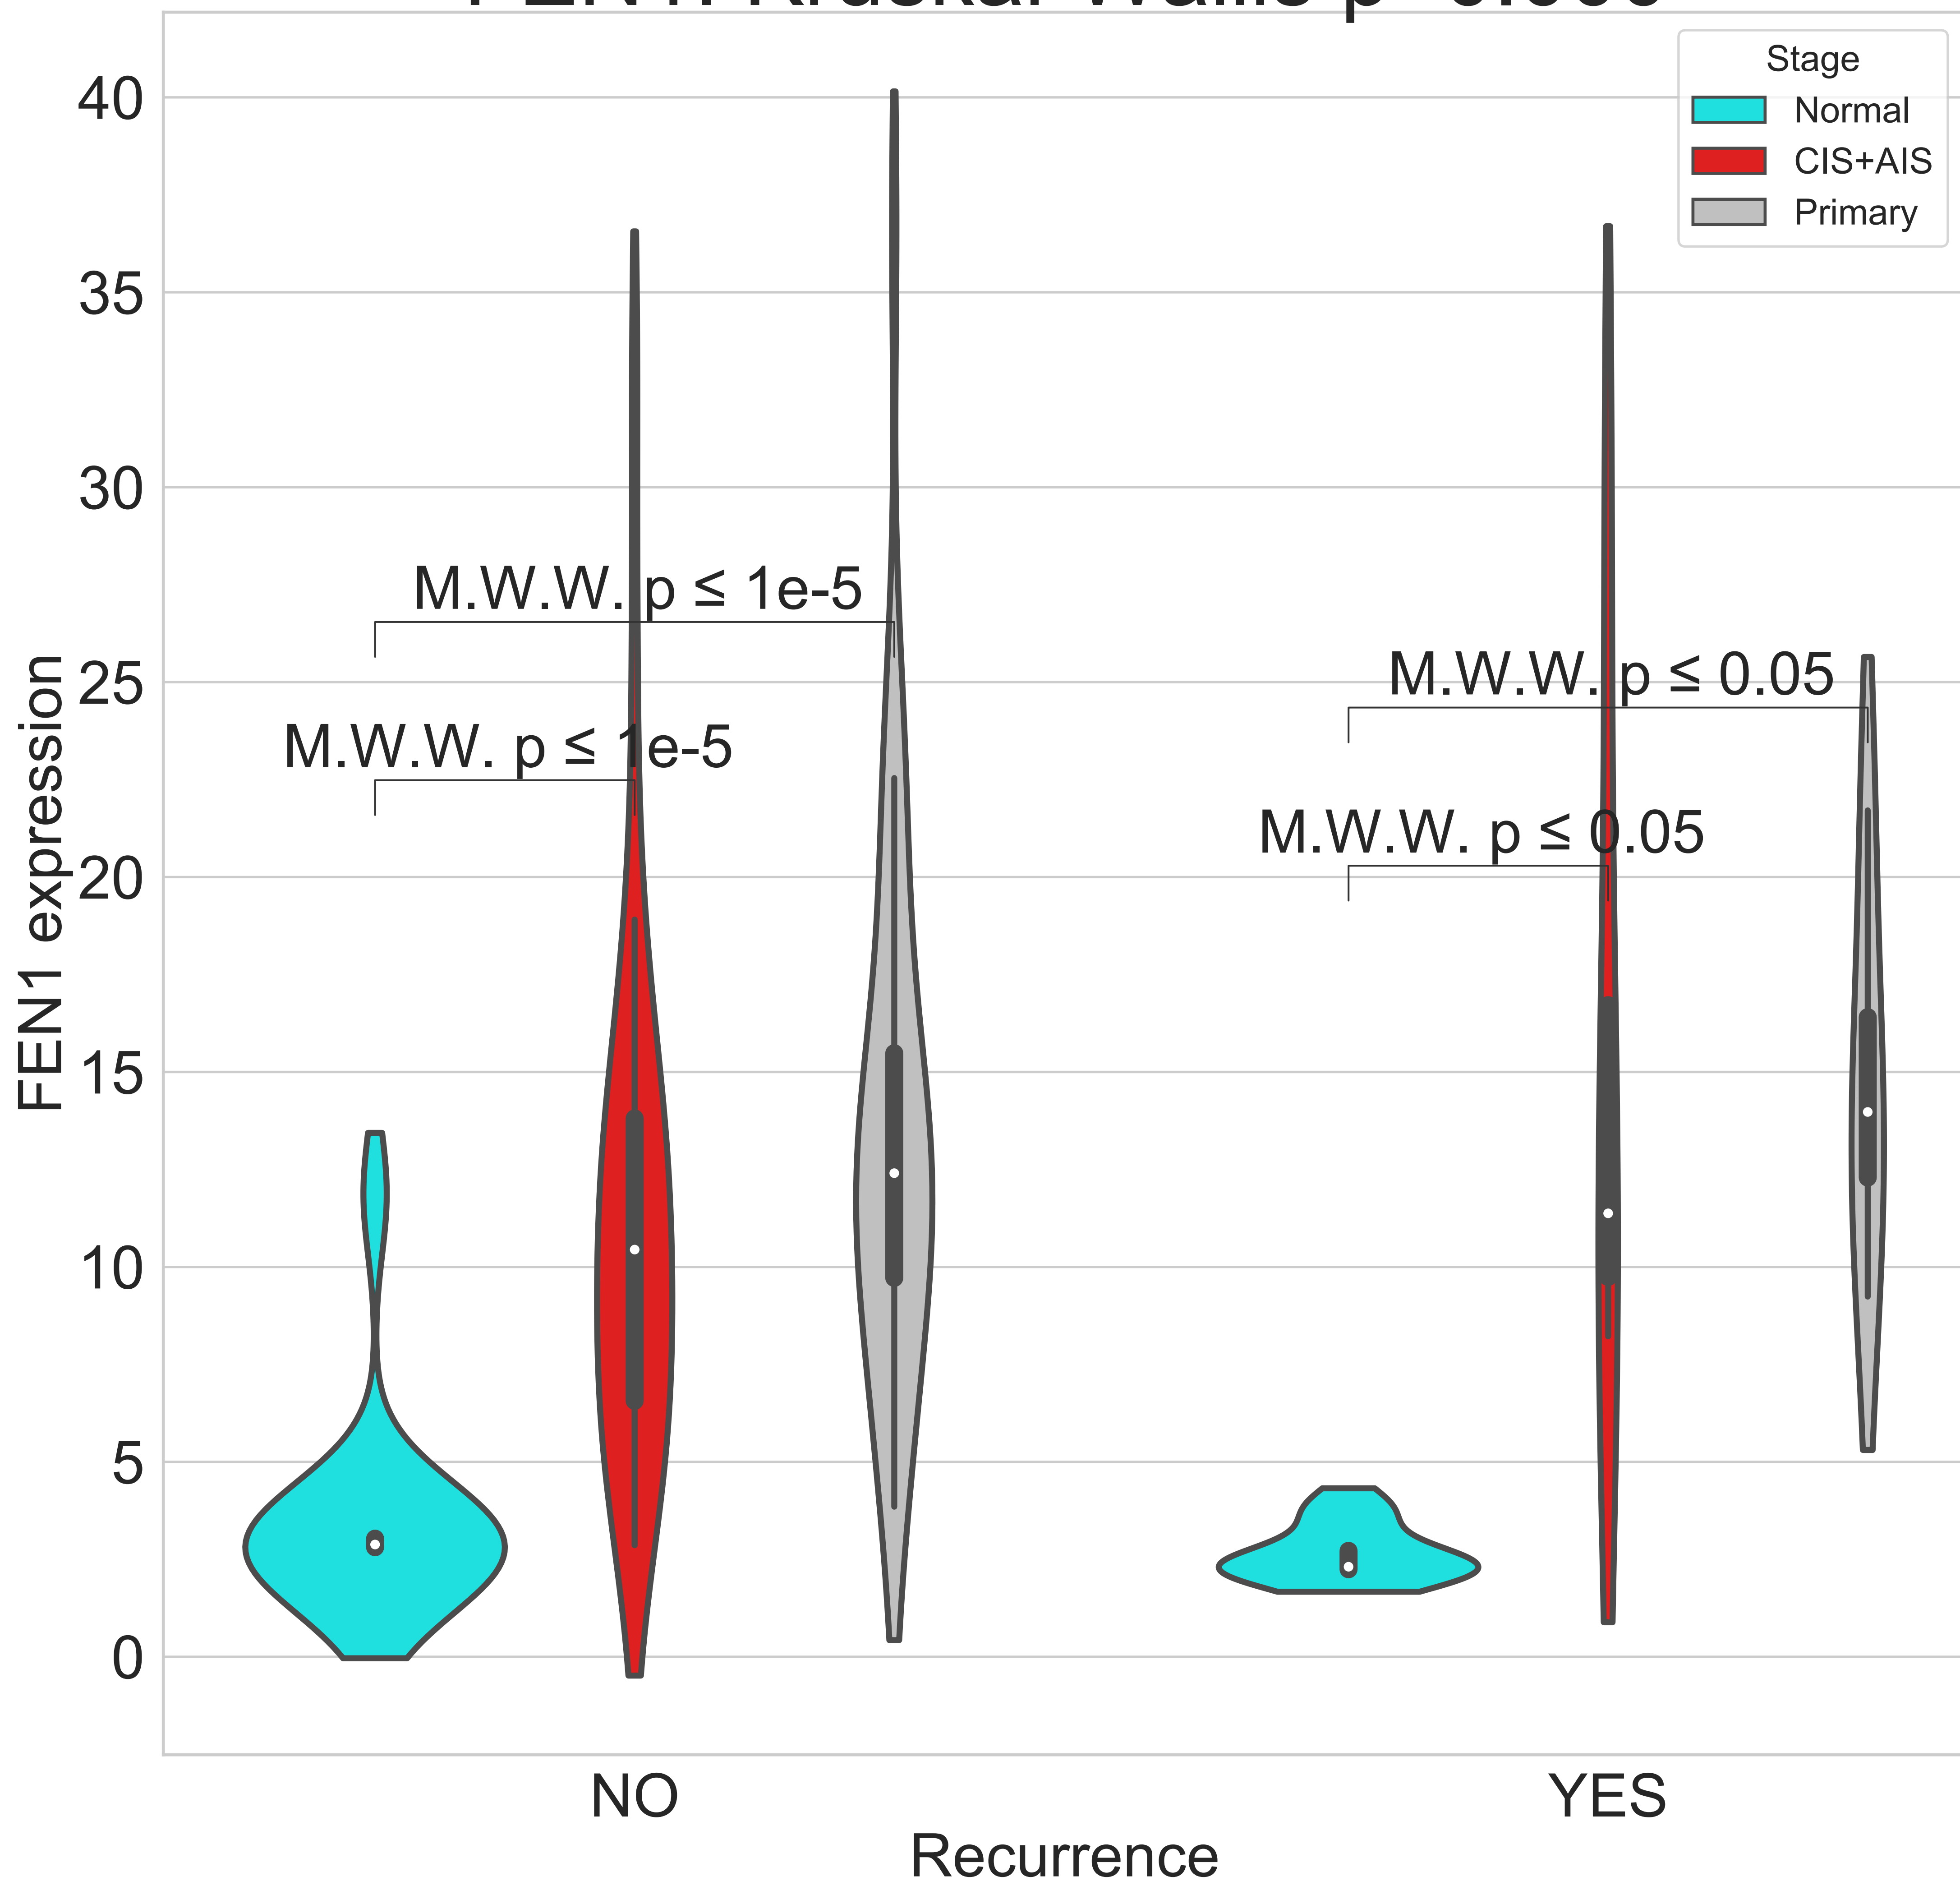 Stage
Normal
CIS+AIS
Primary
40
35
30
25
20
15
10
5
0
FEN1 expression
M.W.W. p ≤ 1e-5
M.W.W. p ≤ 1e-5
M.W.W. p ≤ 0.05
M.W.W. p ≤ 0.05
NO
YES
Recurrence